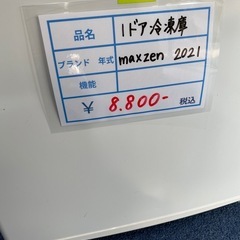 品名 1ドア冷凍庫
ブランド 年式 maxzen 2021
機能
¥ 8.800- 税込